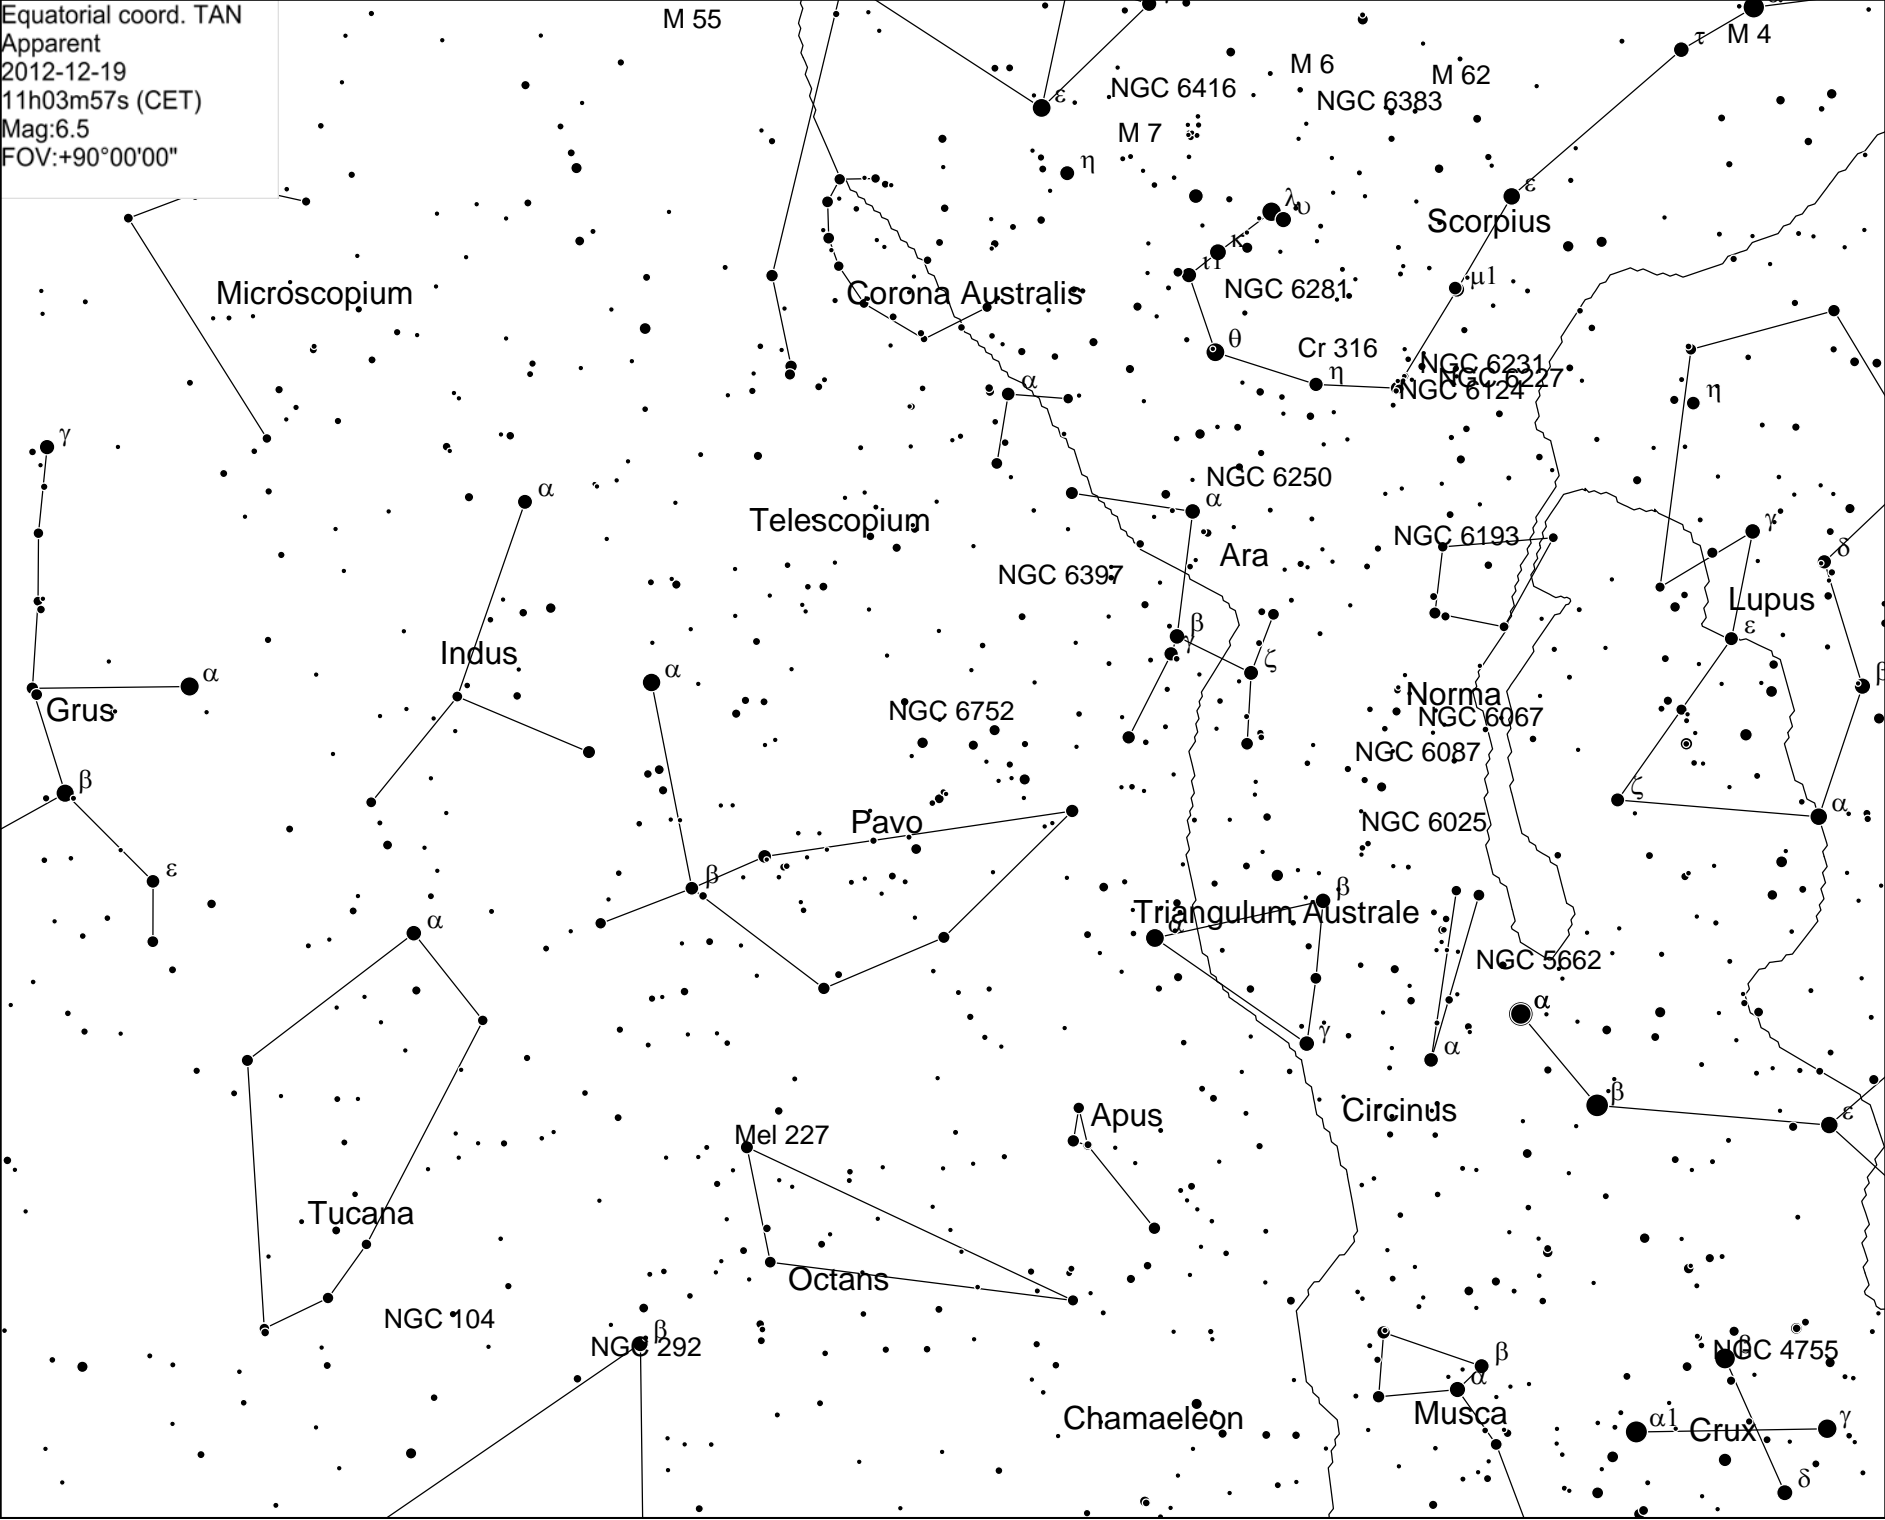 Equatorial coord. TAN
Apparent
2012-12-19
11h03m57s (CET)
Mag:6.5
FOV:+90°00'00"
M 55
M 4
τ
M 6
M 62
NGC 6416
ε
NGC 6383
M 7
η
λ
υ
ε
Scorpius
κ
ι1
μ1
Microscopium
Corona Australis
NGC 6281
θ
Cr 316
η
NGC 6231
NGC 6227
NGC 6124
α
η
γ
NGC 6250
α
α
Telescopium
γ
Ara
NGC 6193
δ
NGC 6397
Lupus
β
γ
ε
Indus
ζ
α
α
β
Grus
Norma
NGC 6752
NGC 6067
NGC 6087
β
ζ
α
Pavo
NGC 6025
ε
β
β
Triangulum Australe
α
α
NGC 5662
α
γ
α
β
Apus
Circinus
ε
Mel 227
Tucana
Octans
NGC 104
β
NGC 292
β
β
NGC 4755
α
Chamaeleon
Musca
α1
Crux
γ
δ